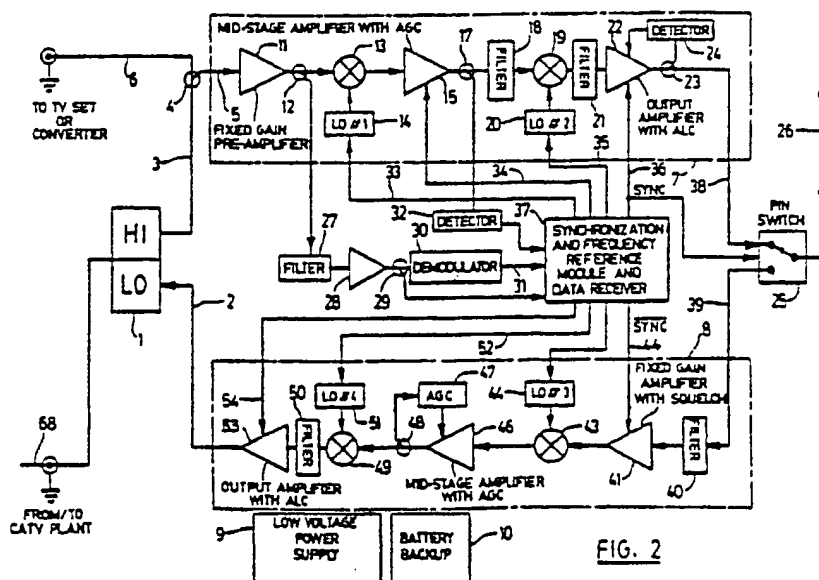 MID-STAGE AMPLIFIER WITH AGC
11
13
17
18
19
22
DETECTOR
24
6
TO TV SET
OR
CONVERTER
4
5
FIXED GAIN
PRE-AMPLIFIER
12
LO #1
14
15
FILTER
20
LO #2
FILTER
21
23
OUTPUT
AMPLIFIER
WITH ALC
26
3
33
34
35
36
7
38
SYNC
27
32
DETECTOR
37
SYNCHRONIZATION
AND FREQUENCY
REFERENCE
MODULE AND
DATA
RECEIVER
PIN
SWITCH
25
HI
LO
1
FILTER
28
29
30
DEMODULATOR
31
2
52
SYNC
44
39
8
54
50
LO #4
51
47
AGC
44
LO #3
FIXED GAIN
AMPLIFIER
WITH SQUELCH
68
53
FILTER
49
48
46
43
41
FILTER
40
OUTPUT AMPLIFIER
WITH ALC
MID-STAGE AMPLIFIER
WITH AGC
FROM/TO
CATV PLANT
9
LOW VOLTAGE
POWER
SUPPLY
BATTERY
BACKUP
10
FIG. 2